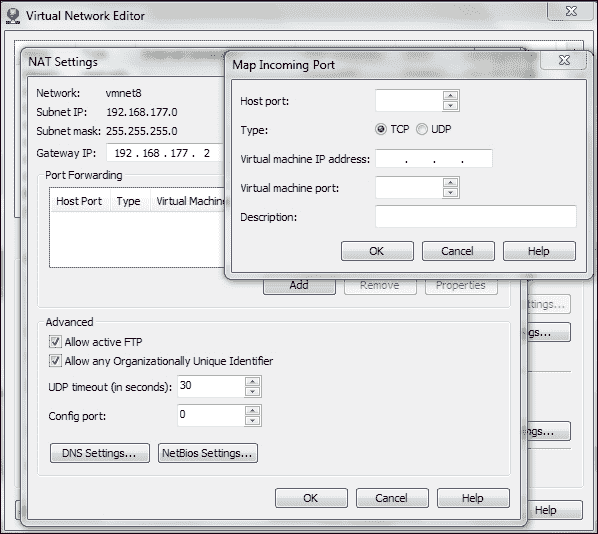 Virtual Network Editor
NAT Settings
Network: vmnet8
Subnet IP: 192.168.177.0
Subnet mask: 255.255.255.0
Gateway IP: 192 . 168 . 177 . 2
Port Forwarding
Host Port Type Virtual Machine
Add Remove Properties
Advanced
Allow active FTP
Allow any Organizationally Unique Identifier
UDP timeout (in seconds): 30
Config port: 0
DNS Settings... NetBios Settings...
OK Cancel Help
Map Incoming Port
Host port:
Type: TCP UDP
Virtual machine IP address: . . .
Virtual machine port:
Description:
OK Cancel Help
Help